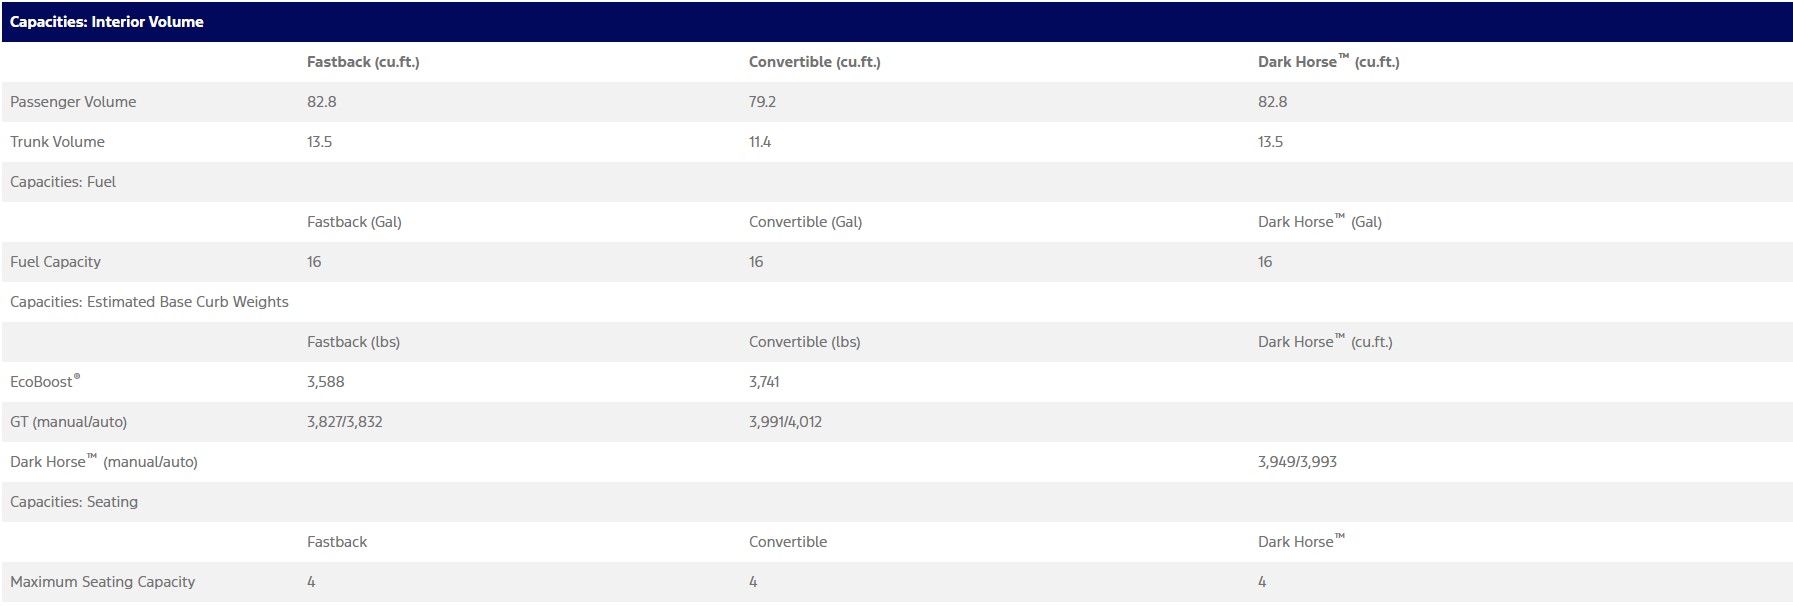 Capacities: Interior Volume
Fastback (cu.ft.) Convertible (cu.ft.) Dark Horse™ (cu.ft.)
Passenger Volume 82.8 79.2 82.8
Trunk Volume 13.5 11.4 13.5
Capacities: Fuel
Fastback (Gal) Convertible (Gal) Dark Horse™ (Gal)
Fuel Capacity 16 16 16
Capacities: Estimated Base Curb Weights
Fastback (lbs) Convertible (lbs) Dark Horse™ (cu.ft.)
EcoBoost® 3,588 3,741
GT (manual/auto) 3,827/3,832 3,991/4,012
Dark Horse™ (manual/auto) 3,949/3,993
Capacities: Seating
Fastback Convertible Dark Horse™
Maximum Seating Capacity 4 4 4